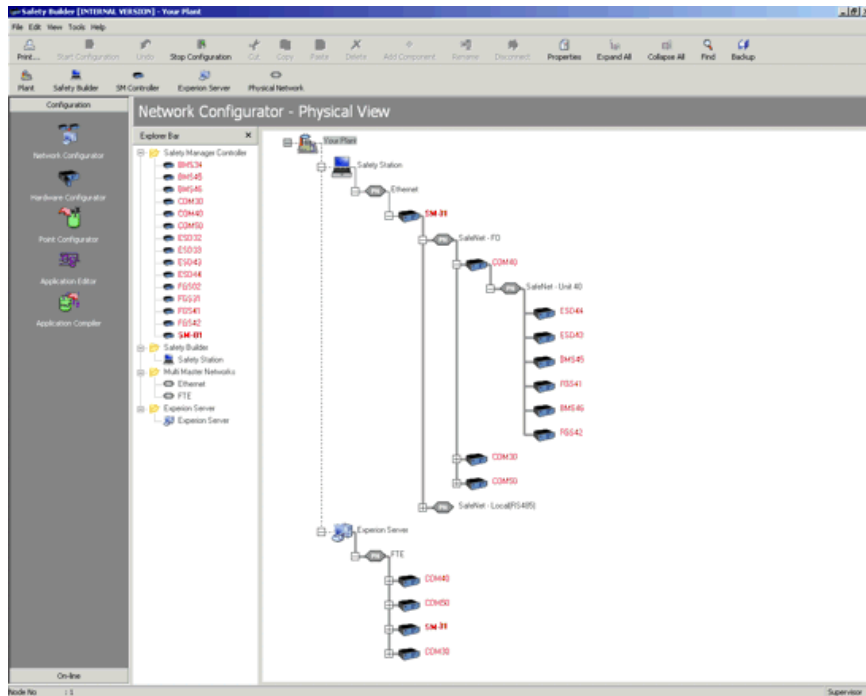 Safety Builder [INTERNAL VERSION] - Your Plant
File Edit View Tools Help
Print... Start Configuration Undo Stop Configuration Cut Copy Paste Delete Add Component Rename Disconnect Properties Expand All Collapse All Find Backup
Plant Safety Builder SM Controller Experion Server Physical Network
Configuration
Network Configurator
Hardware Configurator
Point Configurator
Application Editor
Application Compiler
On-line
Network Configurator - Physical View
Explorer Bar
Safety Manager Controller
BMS34
BMS45
BMS46
COM30
COM40
COM50
ESD32
ESD33
ESD43
ESD44
FGS02
FGS31
FGS41
FGS42
SM-01
Safety Builder
Safety Station
Multi Master Networks
Ethernet
FTE
Experion Server
Experion Server
Your Plant
Safety Station
PN Ethernet
SM-01
PN SafeNet - FO
COM40
PN SafeNet - Unit 40
ESD44
ESD43
BMS45
FGS41
BMS46
FGS42
COM30
COM50
PN SafeNet - Local(RS485)
Experion Server
PN FTE
COM40
COM50
SM-01
COM30
Node No : 1
Supervisor